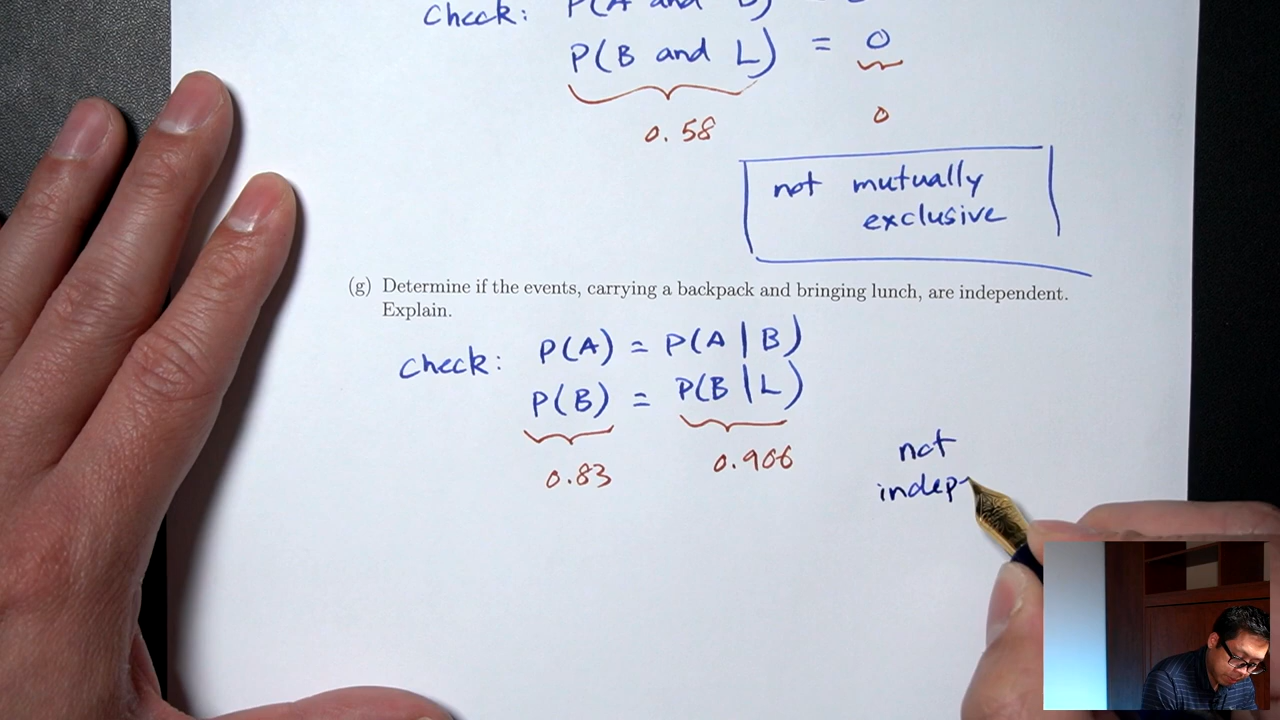 Check: P(A and B)
P(B and L) = 0
0.58 0
not mutually
exclusive
(g) Determine if the events, carrying a backpack and bringing lunch, are independent.
Explain.
Check: P(A) = P(A | B)
P(B) = P(B | L)
0.83 0.906
not
indep